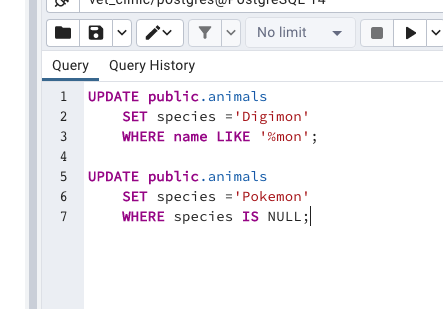 vet_clinic/postgres@PostgreSQL 14
No limit
Query Query History
1 UPDATE public.animals
2 SET species ='Digimon'
3 WHERE name LIKE '%mon';
4
5 UPDATE public.animals
6 SET species ='Pokemon'
7 WHERE species IS NULL;